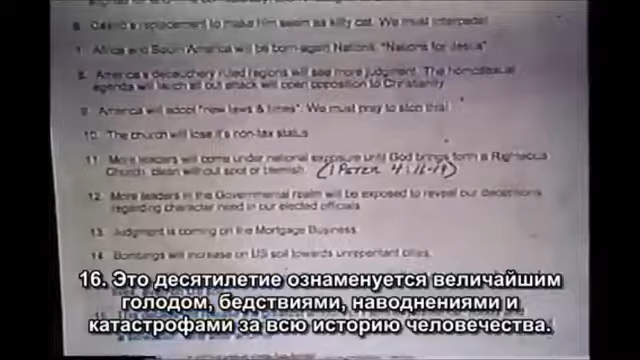 6. Castro's replacement to make Him seem as kitty cat. We must intercede!
7. Africa and South America will be born-again Nations. "Nations for Jesus"
8. America's debauchery ruled regions will see more judgment. The homosexual
agenda will launch all out attack will open opposition to Christianity
9. America will adopt "new laws & times". We must pray to stop this!
10. The church will lose it's non-tax status
11. More leaders will come under national exposure until God brings form a Righteous
Church, clean without spot or blemish. (1 PETER 4:16-19)
12. More leaders in the Governmental realm will be exposed to reveal our deceptions
regarding character need in our elected officials
13. Judgment is coming on the Mortgage Business.
14. Bombings will increase on US soil towards unrepentant cities.
16. Это десятилетие ознаменуется величайшим
голодом, бедствиями, наводнениями и
катастрофами за всю историю человечества.